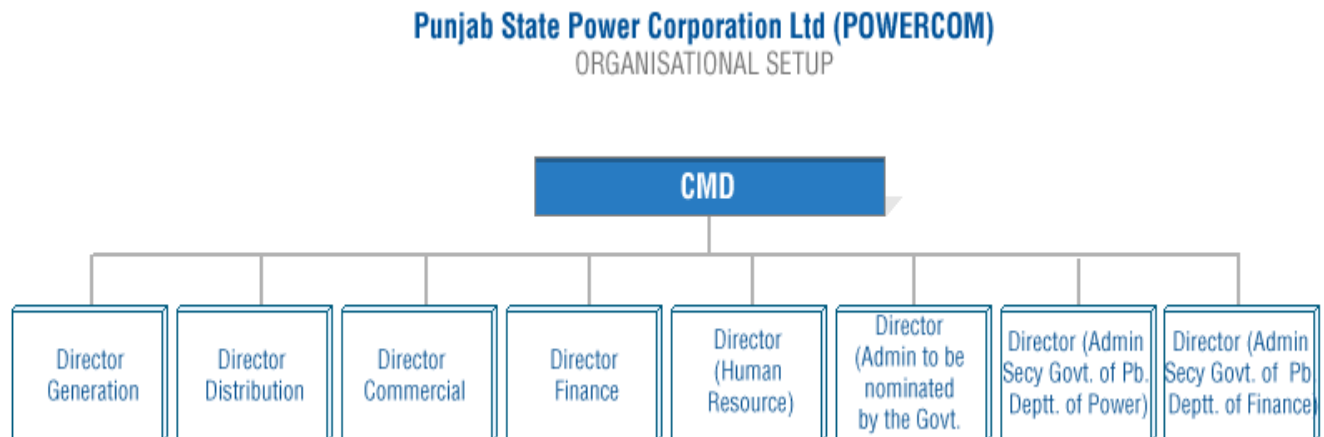 Punjab State Power Corporation Ltd (POWERCOM)
ORGANISATIONAL SETUP
CMD
Director
Generation
Director
Distribution
Director
Commercial
Director
Finance
Director
(Human
Resource)
Director
(Admin to be
nominated
by the Govt.
Director (Admin
Secy Govt. of Pb.
Deptt. of Power)
Director (Admin
Secy Govt. of Pb
Deptt. of Finance)